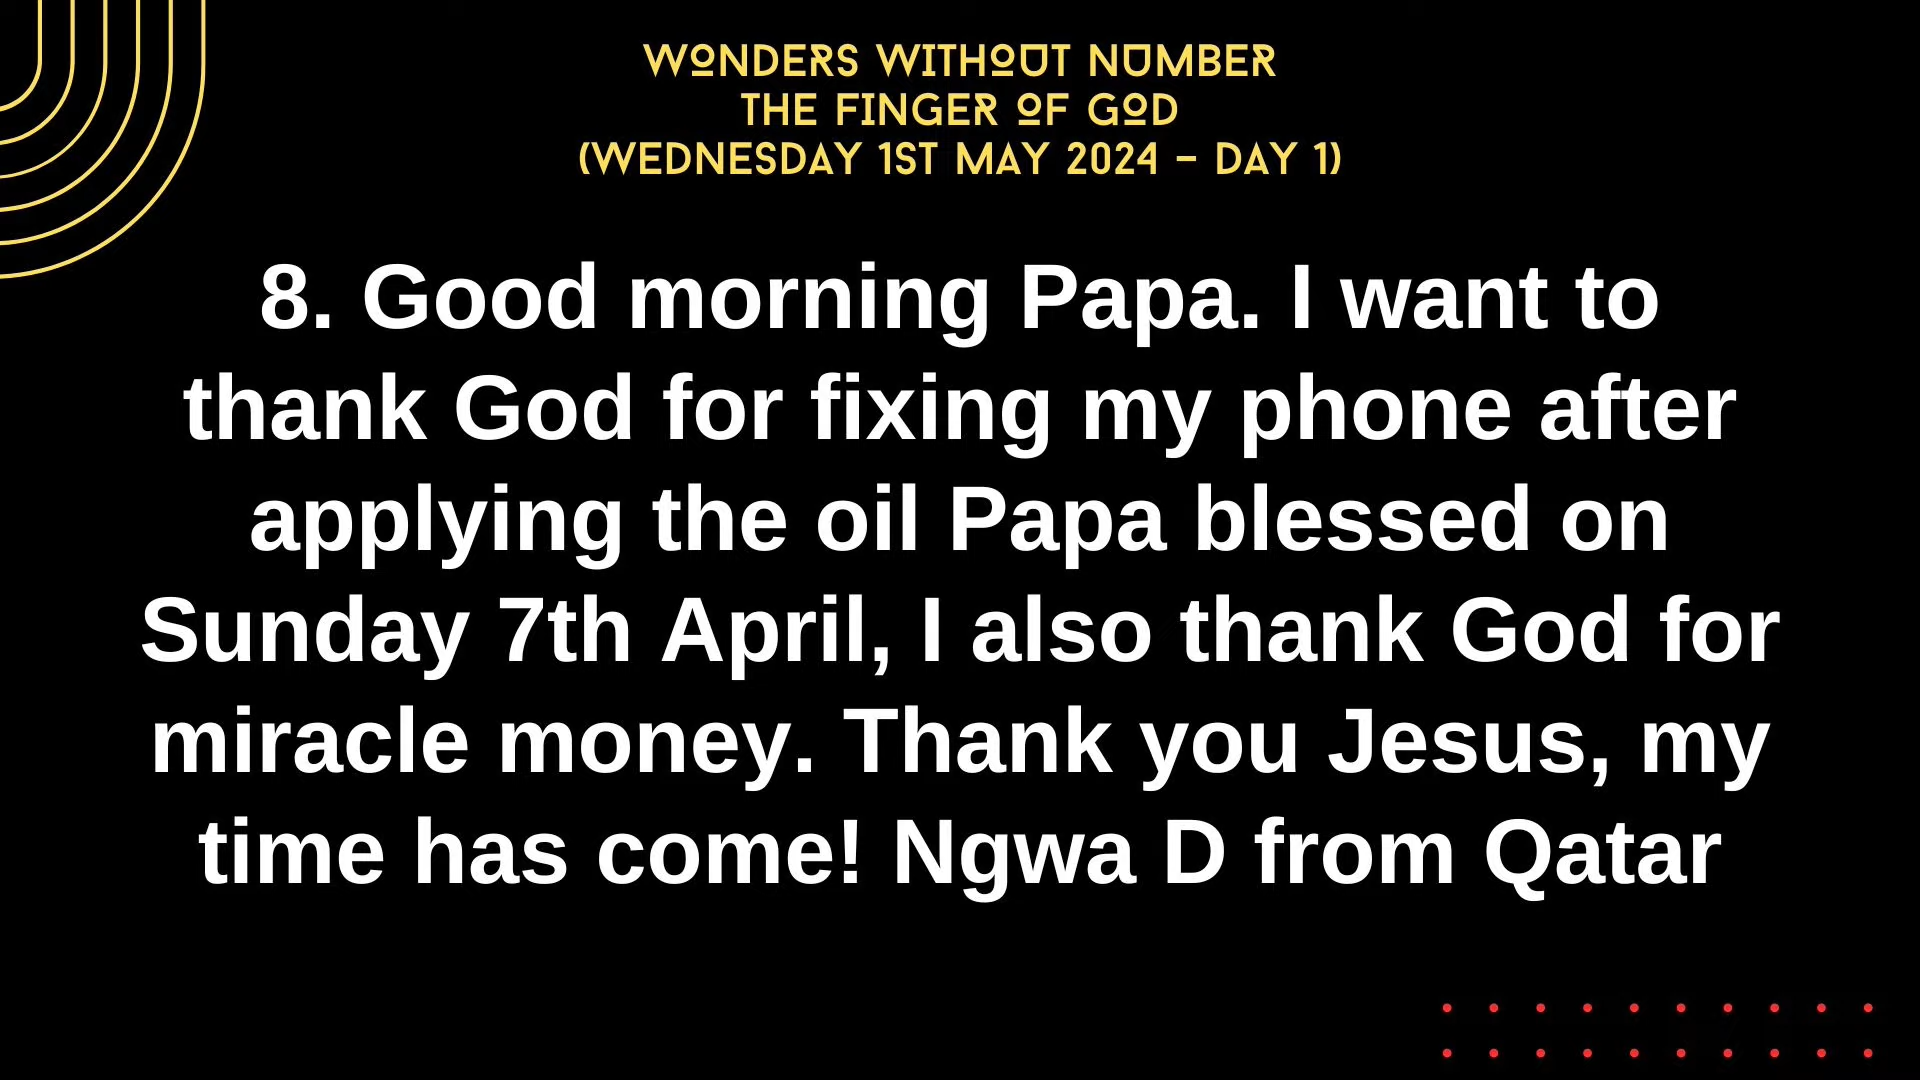 WONDERS WITHOUT NUMBER
THE FINGER OF GOD
(WEDNESDAY 1ST MAY 2024 - DAY 1)
8. Good morning Papa. I want to
thank God for fixing my phone after
applying the oil Papa blessed on
Sunday 7th April, I also thank God for
miracle money. Thank you Jesus, my
time has come! Ngwa D from Qatar